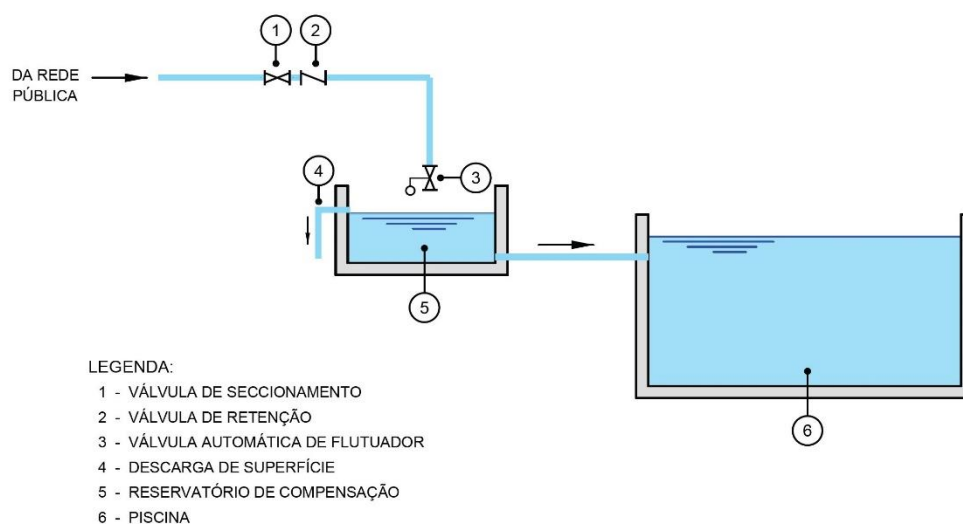 1
2
DA REDE
PÚBLICA
3
4
5
6
LEGENDA:
1 - VÁLVULA DE SECCIONAMENTO
2 - VÁLVULA DE RETENÇÃO
3 - VÁLVULA AUTOMÁTICA DE FLUTUADOR
4 - DESCARGA DE SUPERFÍCIE
5 - RESERVATÓRIO DE COMPENSAÇÃO
6 - PISCINA